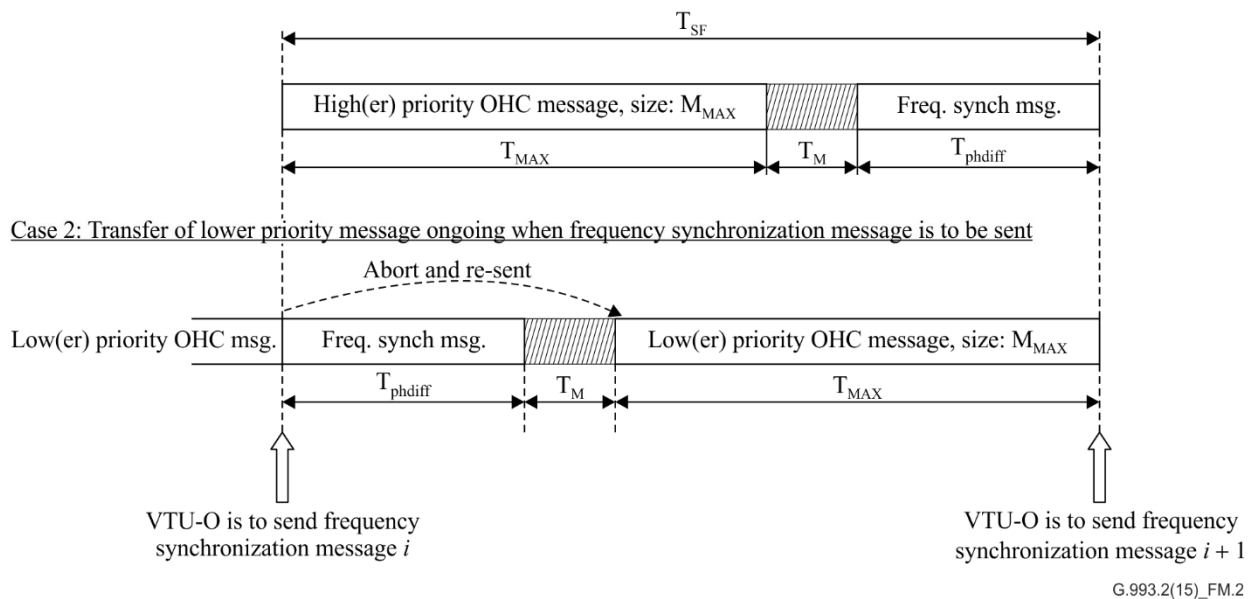 T_SF
High(er) priority OHC message, size: M_MAX
Freq. synch msg.
T_MAX
T_M
T_phdiff
Case 2: Transfer of lower priority message ongoing when frequency synchronization message is to be sent
Abort and re-sent
Low(er) priority OHC msg.
Freq. synch msg.
Low(er) priority OHC message, size: M_MAX
T_phdiff
T_M
T_MAX
VTU-O is to send frequency
synchronization message i
VTU-O is to send frequency
synchronization message i + 1
G.993.2(15)_FM.2